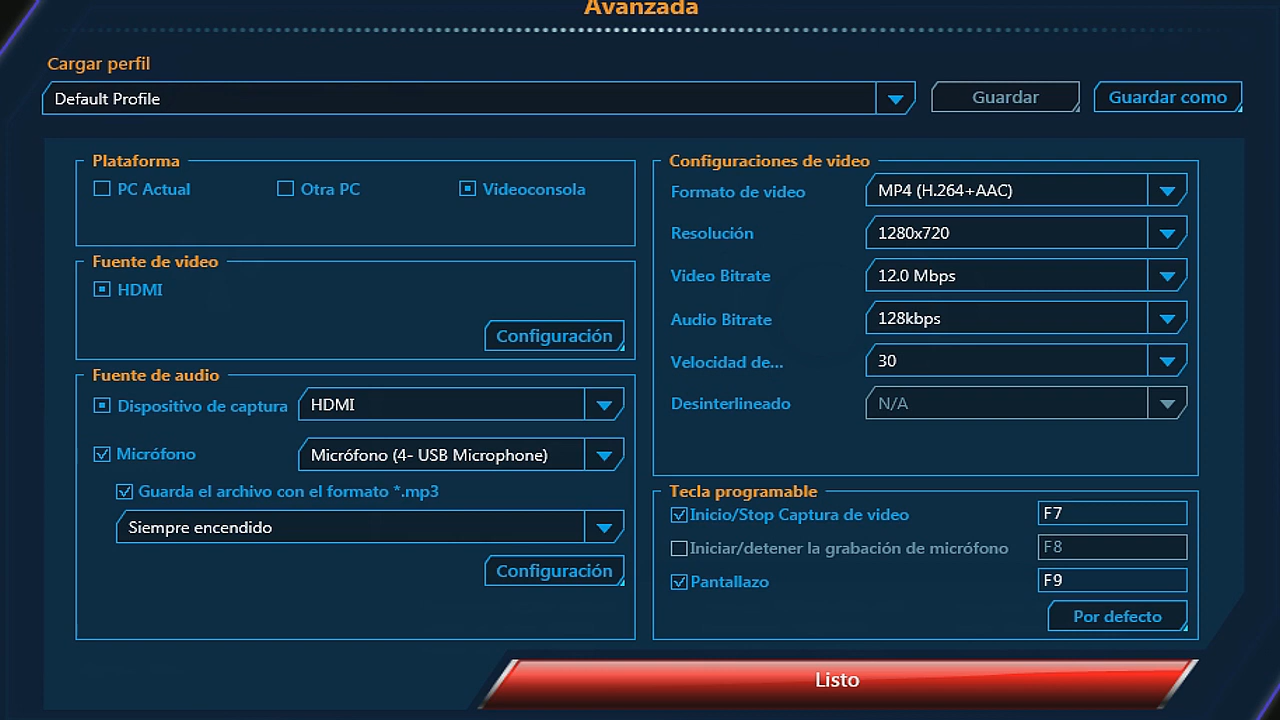 Avanzada
Cargar perfil
Default Profile
Guardar
Guardar como
Plataforma
PC Actual
Otra PC
Videoconsola
Fuente de video
HDMI
Configuración
Fuente de audio
Dispositivo de captura
HDMI
Micrófono
Micrófono (4- USB Microphone)
Guarda el archivo con el formato *.mp3
Siempre encendido
Configuración
Configuraciones de video
Formato de video
MP4 (H.264+AAC)
Resolución
1280x720
Video Bitrate
12.0 Mbps
Audio Bitrate
128kbps
Velocidad de...
30
Desinterlineado
N/A
Tecla programable
Inicio/Stop Captura de video
F7
Iniciar/detener la grabación de micrófono
F8
Pantallazo
F9
Por defecto
Listo